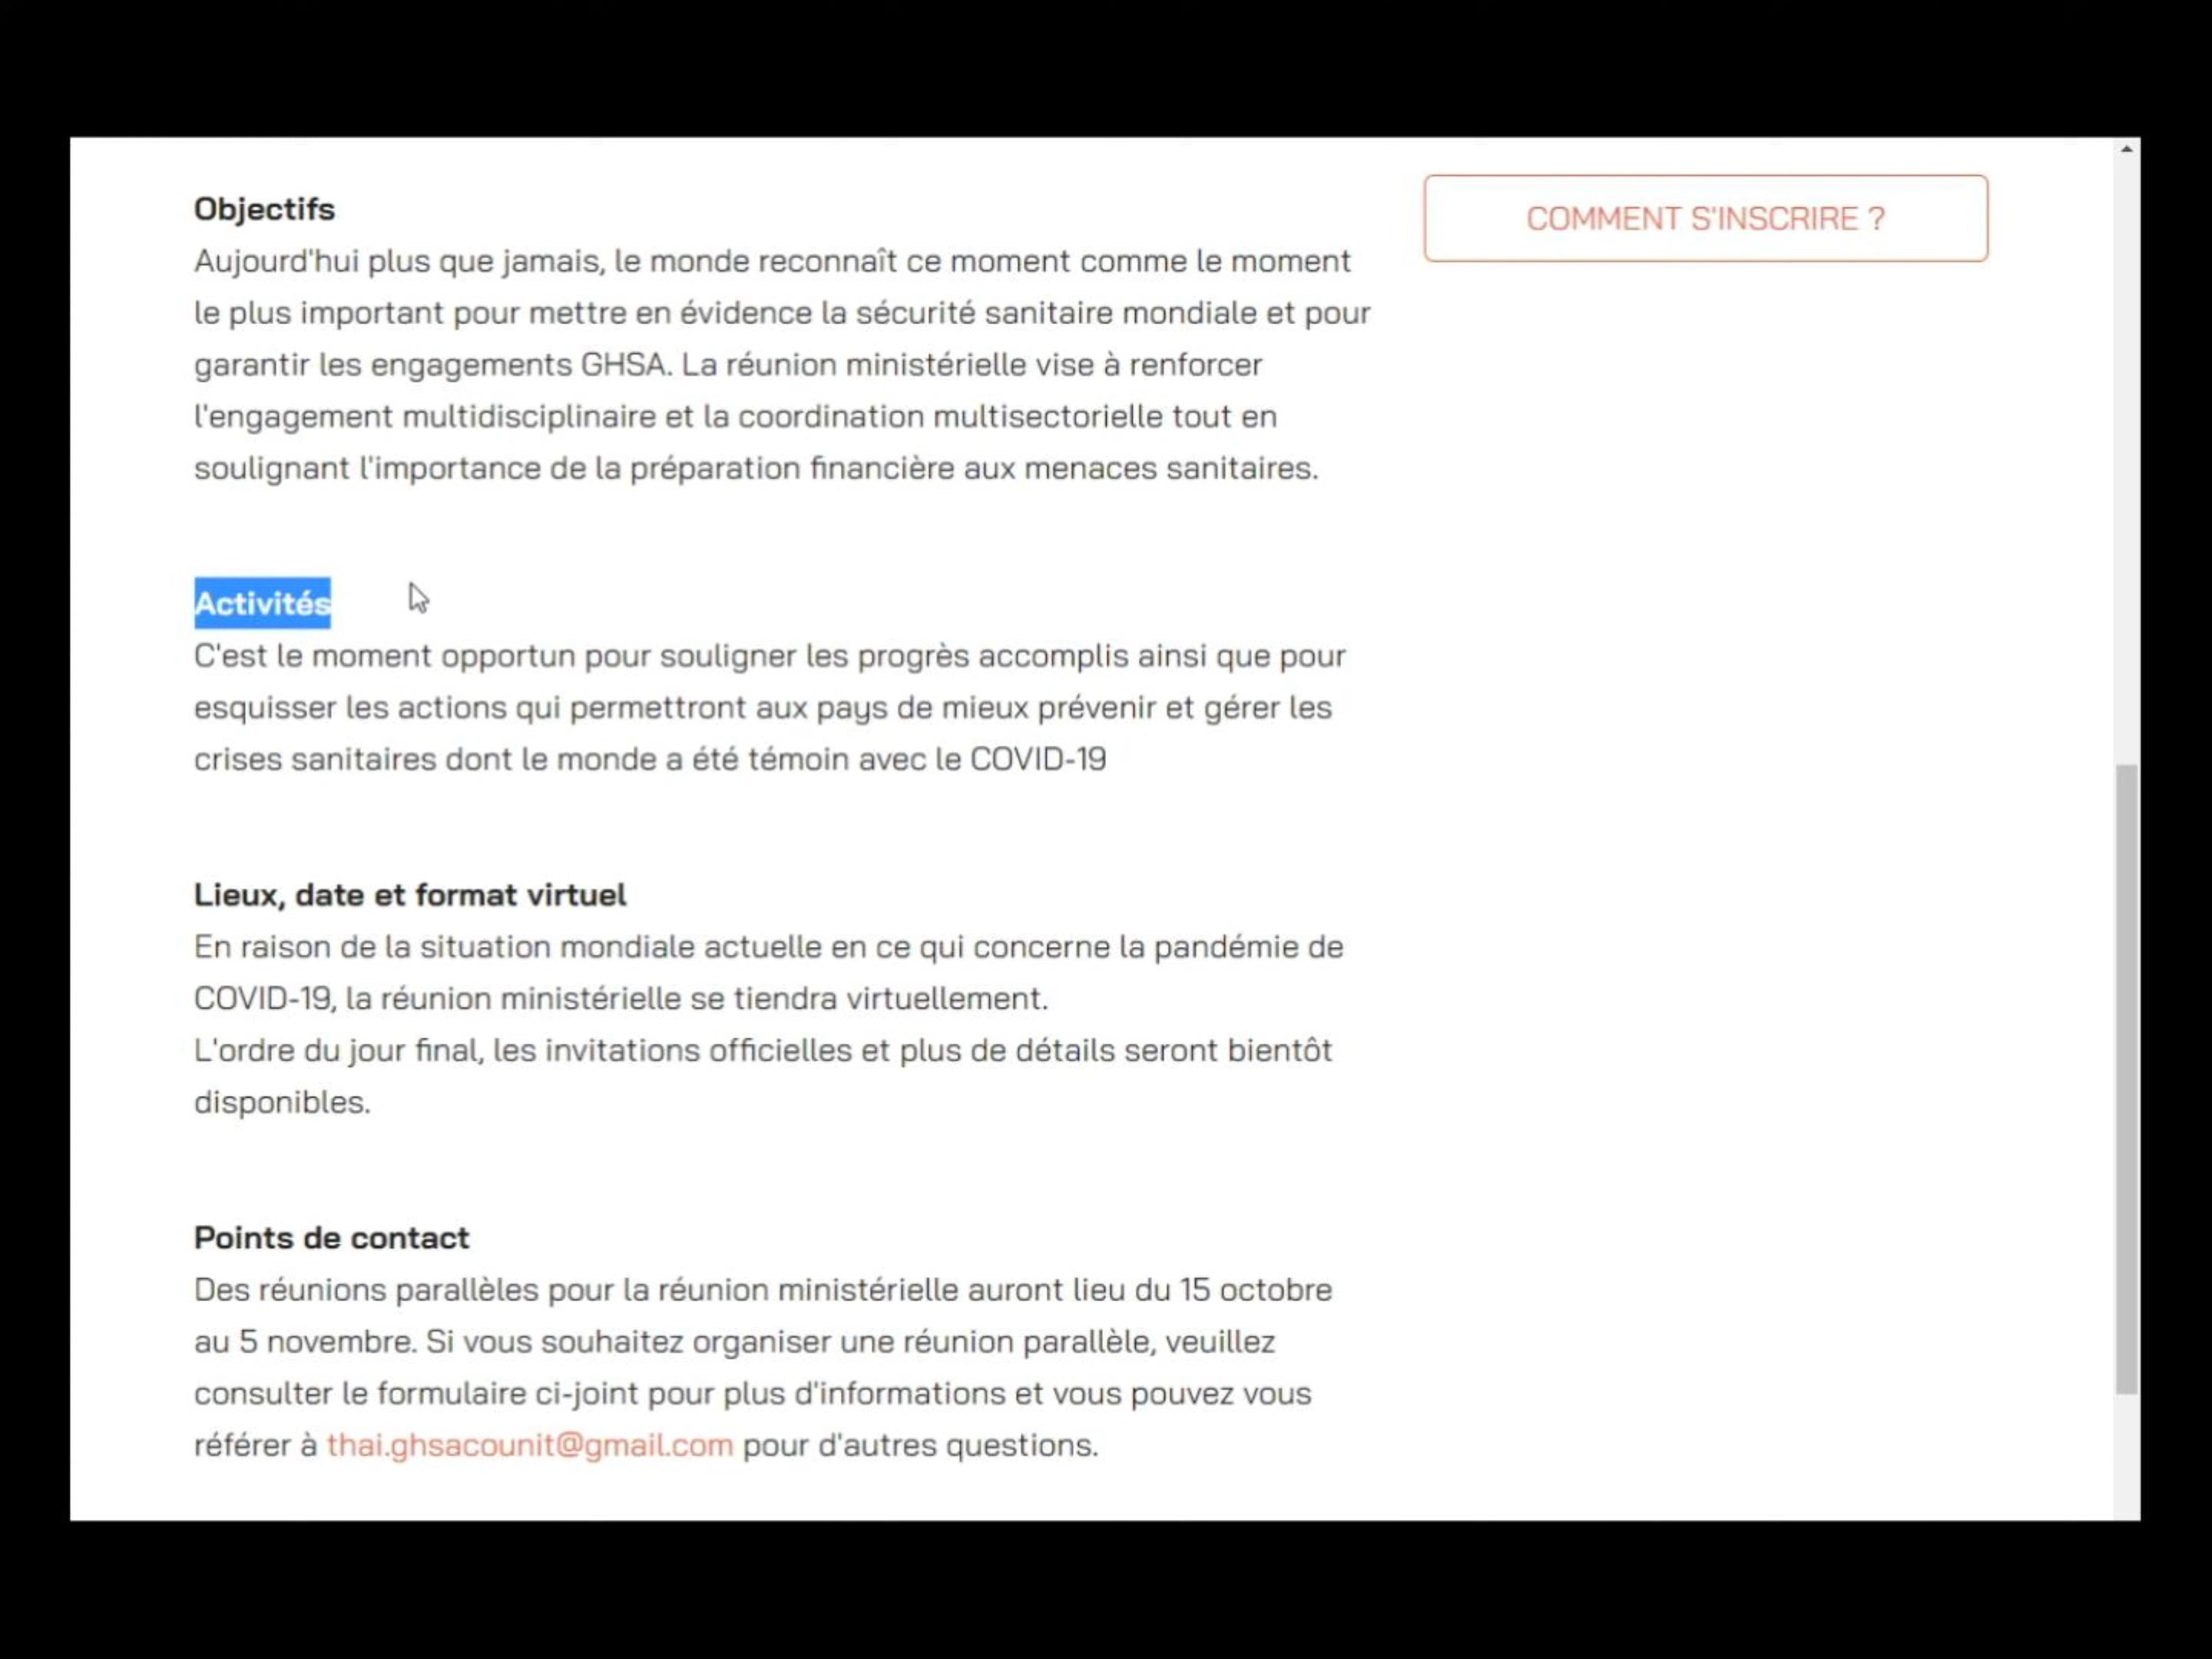 Objectifs
COMMENT S'INSCRIRE ?
Aujourd'hui plus que jamais, le monde reconnaît ce moment comme le moment
le plus important pour mettre en évidence la sécurité sanitaire mondiale et pour
garantir les engagements GHSA. La réunion ministérielle vise à renforcer
l'engagement multidisciplinaire et la coordination multisectorielle tout en
soulignant l'importance de la préparation financière aux menaces sanitaires.
Activités
C'est le moment opportun pour souligner les progrès accomplis ainsi que pour
esquisser les actions qui permettront aux pays de mieux prévenir et gérer les
crises sanitaires dont le monde a été témoin avec le COVID-19
Lieux, date et format virtuel
En raison de la situation mondiale actuelle en ce qui concerne la pandémie de
COVID-19, la réunion ministérielle se tiendra virtuellement.
L'ordre du jour final, les invitations officielles et plus de détails seront bientôt
disponibles.
Points de contact
Des réunions parallèles pour la réunion ministérielle auront lieu du 15 octobre
au 5 novembre. Si vous souhaitez organiser une réunion parallèle, veuillez
consulter le formulaire ci-joint pour plus d'informations et vous pouvez vous
référer à thai.ghsacounit@gmail.com pour d'autres questions.